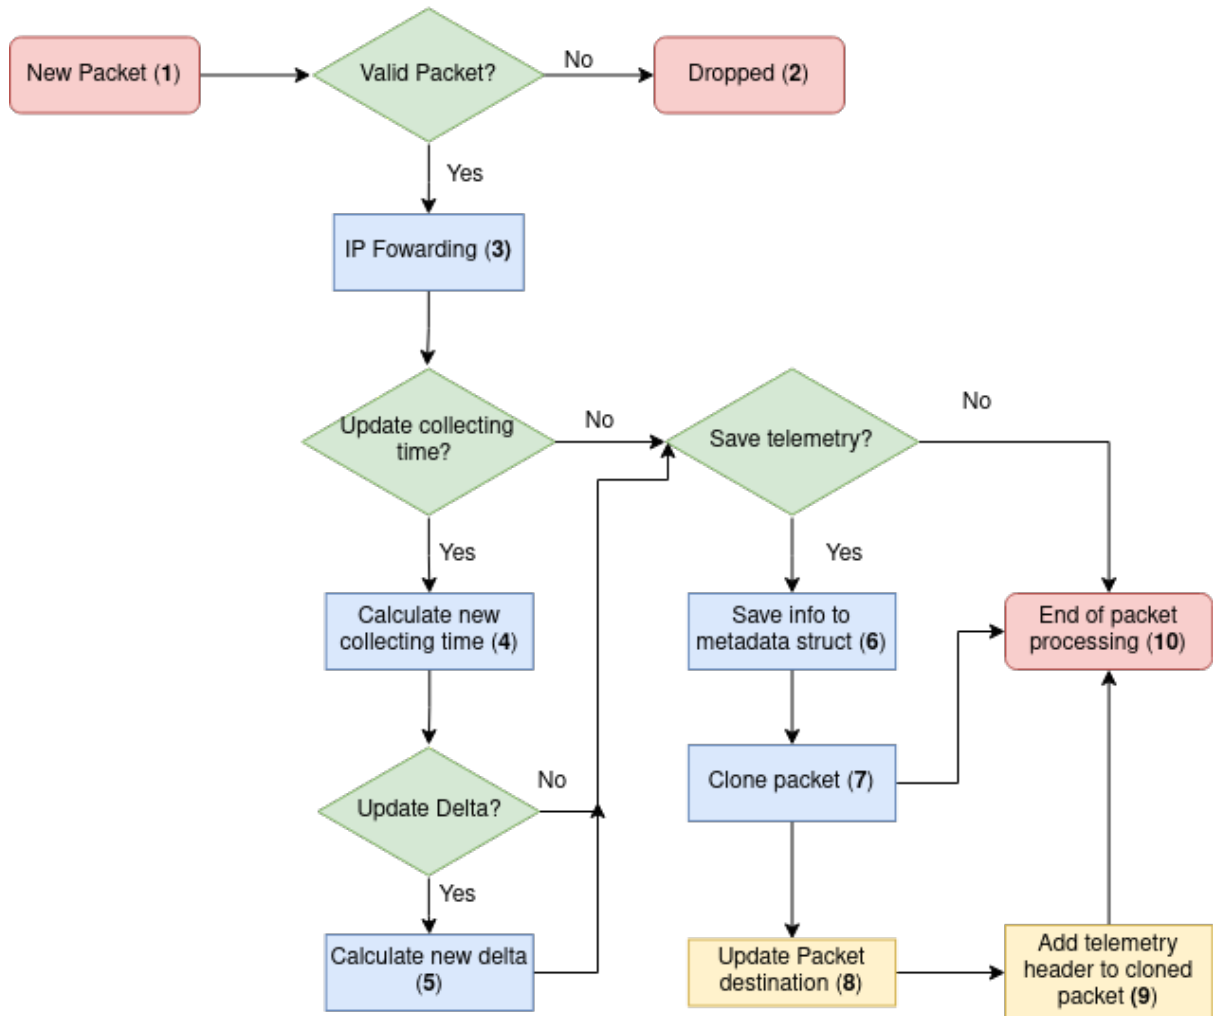 New Packet (1)
Valid Packet?
No
Dropped (2)
Yes
IP Fowarding (3)
Update collecting
time?
No
Save telemetry?
No
Yes
Yes
Calculate new
collecting time (4)
Save info to
metadata struct (6)
End of packet
processing (10)
Update Delta?
No
Clone packet (7)
Yes
Calculate new delta
(5)
Update Packet
destination (8)
Add telemetry
header to cloned
packet (9)